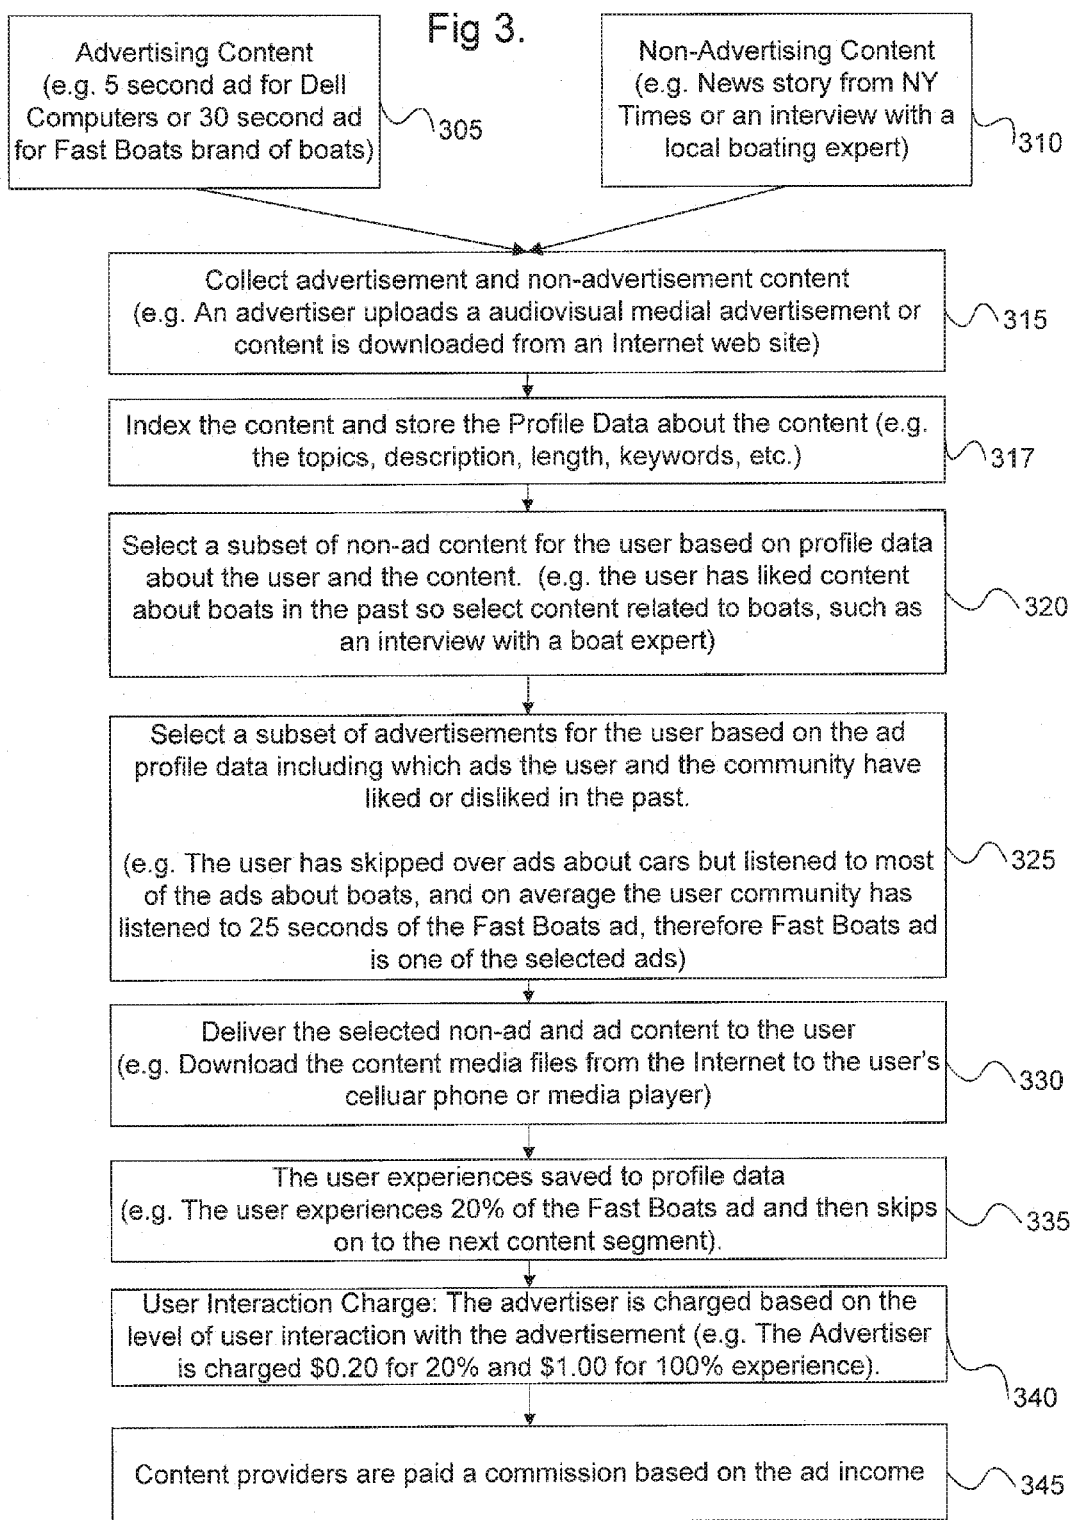 Fig 3.
Advertising Content
(e.g. 5 second ad for Dell
Computers or 30 second ad
for Fast Boats brand of boats)
305
Non-Advertising Content
(e.g. News story from NY
Times or an interview with a
local boating expert)
310
Collect advertisement and non-advertisement content
(e.g. An advertiser uploads a audiovisual medial advertisement or
content is downloaded from an Internet web site)
315
Index the content and store the Profile Data about the content (e.g.
the topics, description, length, keywords, etc.)
317
Select a subset of non-ad content for the user based on profile data
about the user and the content. (e.g. the user has liked content
about boats in the past so select content related to boats, such as
an interview with a boat expert)
320
Select a subset of advertisements for the user based on the ad
profile data including which ads the user and the community have
liked or disliked in the past.
(e.g. The user has skipped over ads about cars but listened to most
of the ads about boats, and on average the user community has
listened to 25 seconds of the Fast Boats ad, therefore Fast Boats ad
is one of the selected ads)
325
Deliver the selected non-ad and ad content to the user
(e.g. Download the content media files from the Internet to the user's
celluar phone or media player)
330
The user experiences saved to profile data
(e.g. The user experiences 20% of the Fast Boats ad and then skips
on to the next content segment).
335
User Interaction Charge: The advertiser is charged based on the
level of user interaction with the advertisement (e.g. The Advertiser
is charged $0.20 for 20% and $1.00 for 100% experience).
340
Content providers are paid a commission based on the ad income
345